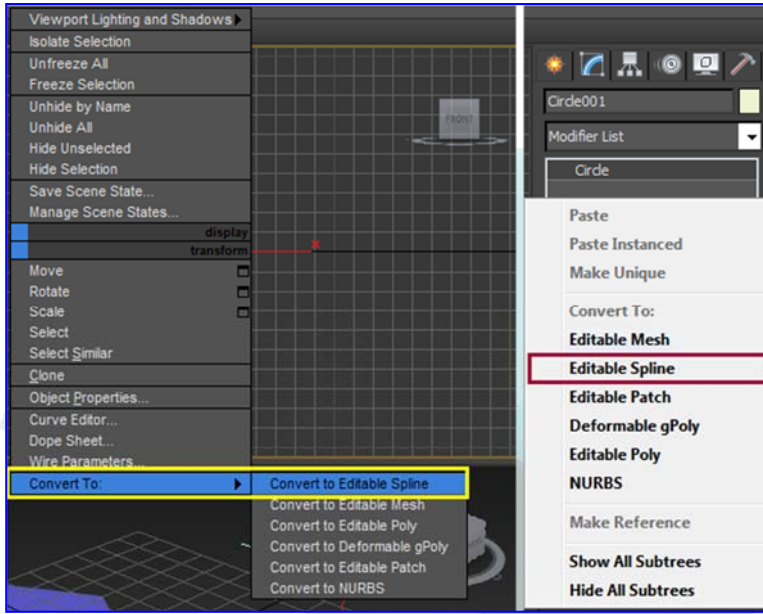 Viewport Lighting and Shadows
Isolate Selection
Unfreeze All
Freeze Selection
Unhide by Name
Unhide All
Hide Unselected
Hide Selection
Save Scene State...
Manage Scene States...
display
transform
Move
Rotate
Scale
Select
Select Similar
Clone
Object Properties...
Curve Editor...
Dope Sheet...
Wire Parameters...
Convert To:
Convert to Editable Spline
Convert to Editable Mesh
Convert to Editable Poly
Convert to Deformable gPoly
Convert to Editable Patch
Convert to NURBS
FRONT
x
Circle001
Modifier List
Circle
Paste
Paste Instanced
Make Unique
Convert To:
Editable Mesh
Editable Spline
Editable Patch
Deformable gPoly
Editable Poly
NURBS
Make Reference
Show All Subtrees
Hide All Subtrees